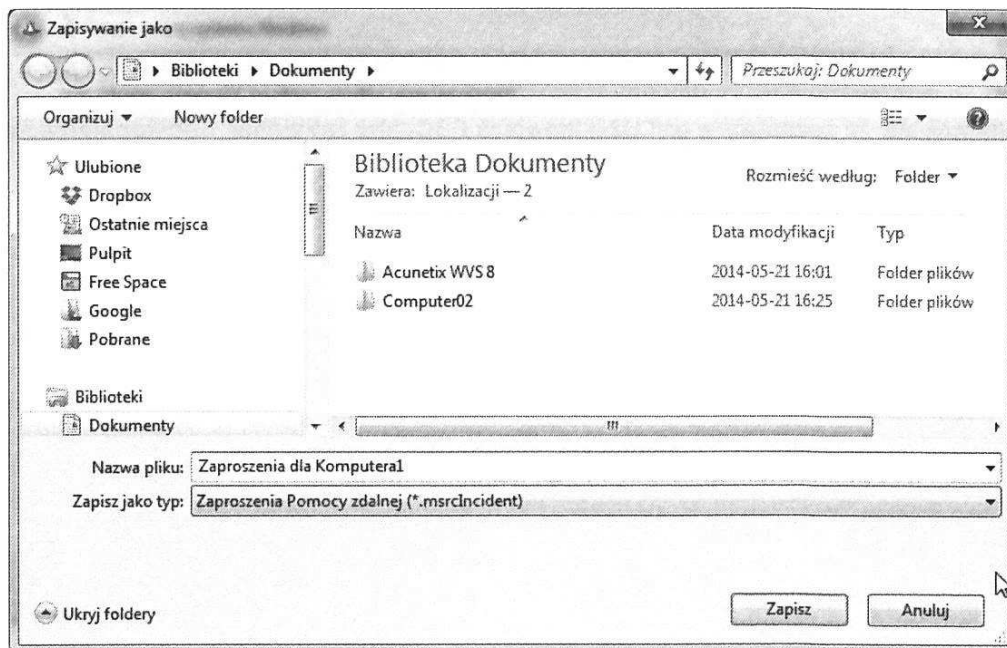 Zapisywanie jako
Biblioteki Dokumenty
Przeszukaj: Dokumenty
Organizuj Nowy folder
Ulubione
Dropbox
Ostatnie miejsca
Pulpit
Free Space
Google
Pobrane
Biblioteki
Dokumenty
Biblioteka Dokumenty
Zawiera: Lokalizacji — 2
Rozmieść według: Folder
Nazwa Data modyfikacji Typ
Acunetix WVS 8 2014-05-21 16:01 Folder plików
Computer02 2014-05-21 16:25 Folder plików
Nazwa pliku: Zaproszenia dla Komputera1
Zapisz jako typ: Zaproszenia Pomocy zdalnej (*.msrcIncident)
Ukryj foldery
Zapisz Anuluj